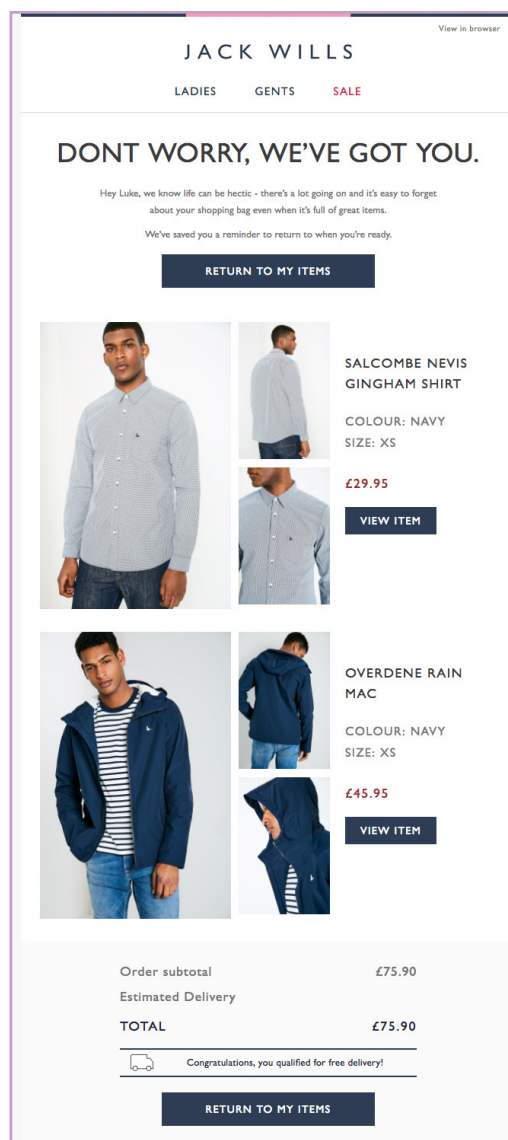 View in browser
JACK WILLS
LADIES GENTS SALE
DONT WORRY, WE'VE GOT YOU.
Hey Luke, we know life can be hectic - there's a lot going on and it's easy to forget
about your shopping bag even when it's full of great items.
We've saved you a reminder to return to when you're ready.
RETURN TO MY ITEMS
SALCOMBE NEVIS
GINGHAM SHIRT
COLOUR: NAVY
SIZE: XS
£29.95
VIEW ITEM
OVERDENE RAIN
MAC
COLOUR: NAVY
SIZE: XS
£45.95
VIEW ITEM
Order subtotal £75.90
Estimated Delivery
TOTAL £75.90
Congratulations, you qualified for free delivery!
RETURN TO MY ITEMS